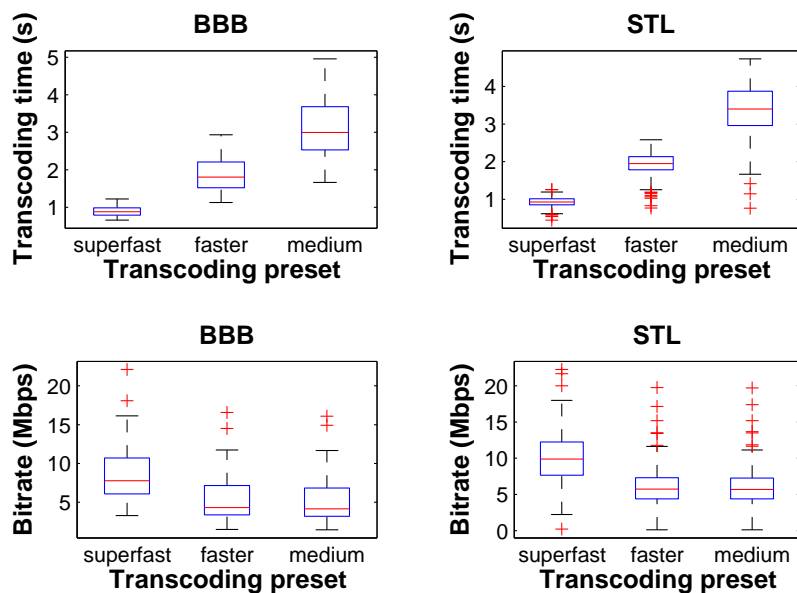 BBB
Transcoding time (s)
5
4
3
2
1
superfast faster medium
Transcoding preset
STL
Transcoding time (s)
4
3
2
1
superfast faster medium
Transcoding preset
BBB
Bitrate (Mbps)
20
15
10
5
superfast faster medium
Transcoding preset
STL
Bitrate (Mbps)
20
15
10
5
0
superfast faster medium
Transcoding preset